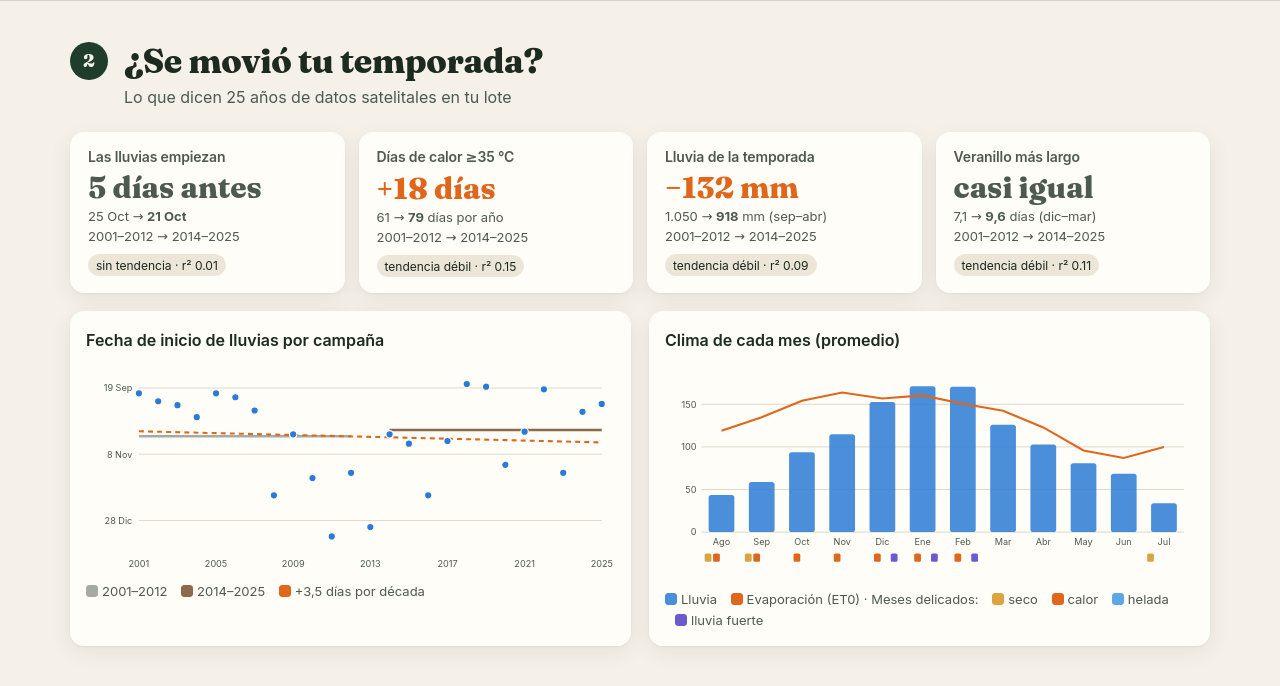 2
¿Se movió tu temporada?
Lo que dicen 25 años de datos satelitales en tu lote
Las lluvias empiezan
5 días antes
25 Oct → 21 Oct
2001–2012 → 2014–2025
sin tendencia · r² 0.01
Días de calor ≥35 °C
+18 días
61 → 79 días por año
2001–2012 → 2014–2025
tendencia débil · r² 0.15
Lluvia de la temporada
−132 mm
1.050 → 918 mm (sep–abr)
2001–2012 → 2014–2025
tendencia débil · r² 0.09
Veranillo más largo
casi igual
7,1 → 9,6 días (dic–mar)
2001–2012 → 2014–2025
tendencia débil · r² 0.11
Fecha de inicio de lluvias por campaña
19 Sep
8 Nov
28 Dic
2001 2005 2009 2013 2017 2021 2025
2001–2012 2014–2025 +3,5 días por década
Clima de cada mes (promedio)
150
100
50
0
Ago Sep Oct Nov Dic Ene Feb Mar Abr May Jun Jul
Lluvia Evaporación (ET0) · Meses delicados: seco calor helada
lluvia fuerte